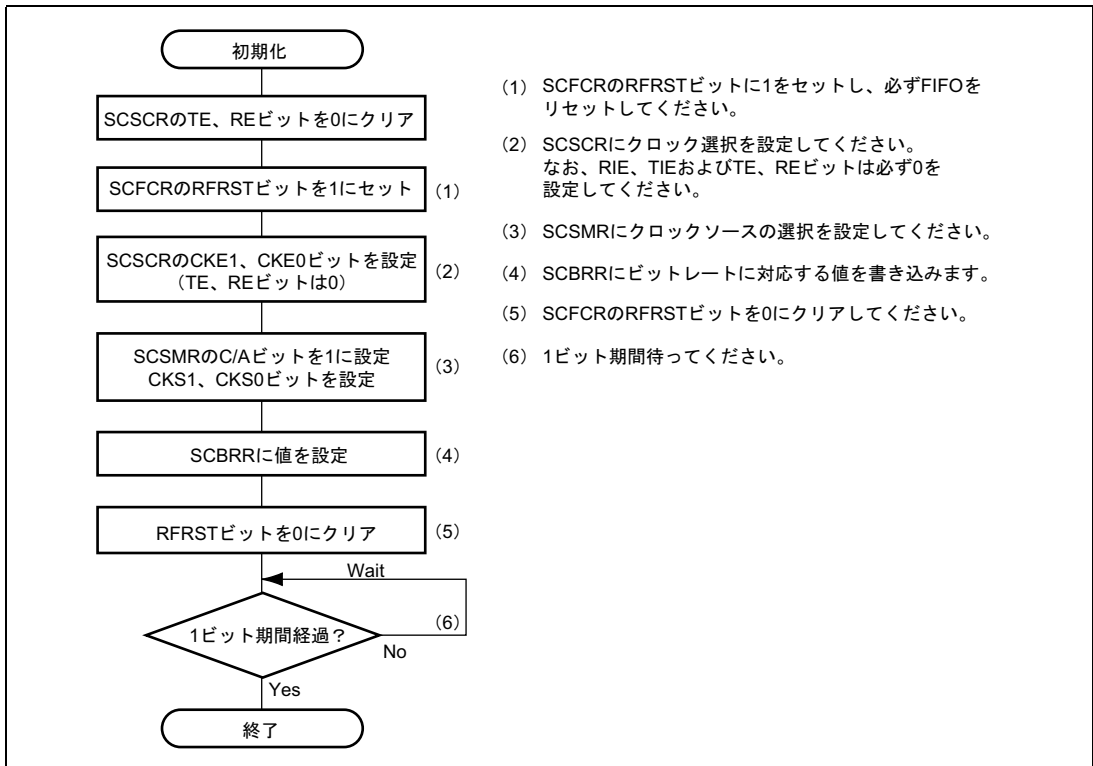 初期化
SCSCRのTE、REビットを0にクリア
SCFCRのRFRSTビットを1にセット
(1)
SCSCRのCKE1、CKE0ビットを設定
(TE、REビットは0)
(2)
SCSMRのC/Aビットを1に設定
CKS1、CKS0ビットを設定
(3)
SCBRRに値を設定
(4)
RFRSTビットを0にクリア
(5)
Wait
1ビット期間経過？
(6)
No
Yes
終了
(1) SCFCRのRFRSTビットに1をセットし、必ずFIFOを
リセットしてください。
(2) SCSCRにクロック選択を設定してください。
なお、RIE、TIEおよびTE、REビットは必ず0を
設定してください。
(3) SCSMRにクロックソースの選択を設定してください。
(4) SCBRRにビットレートに対応する値を書き込みます。
(5) SCFCRのRFRSTビットを0にクリアしてください。
(6) 1ビット期間待ってください。